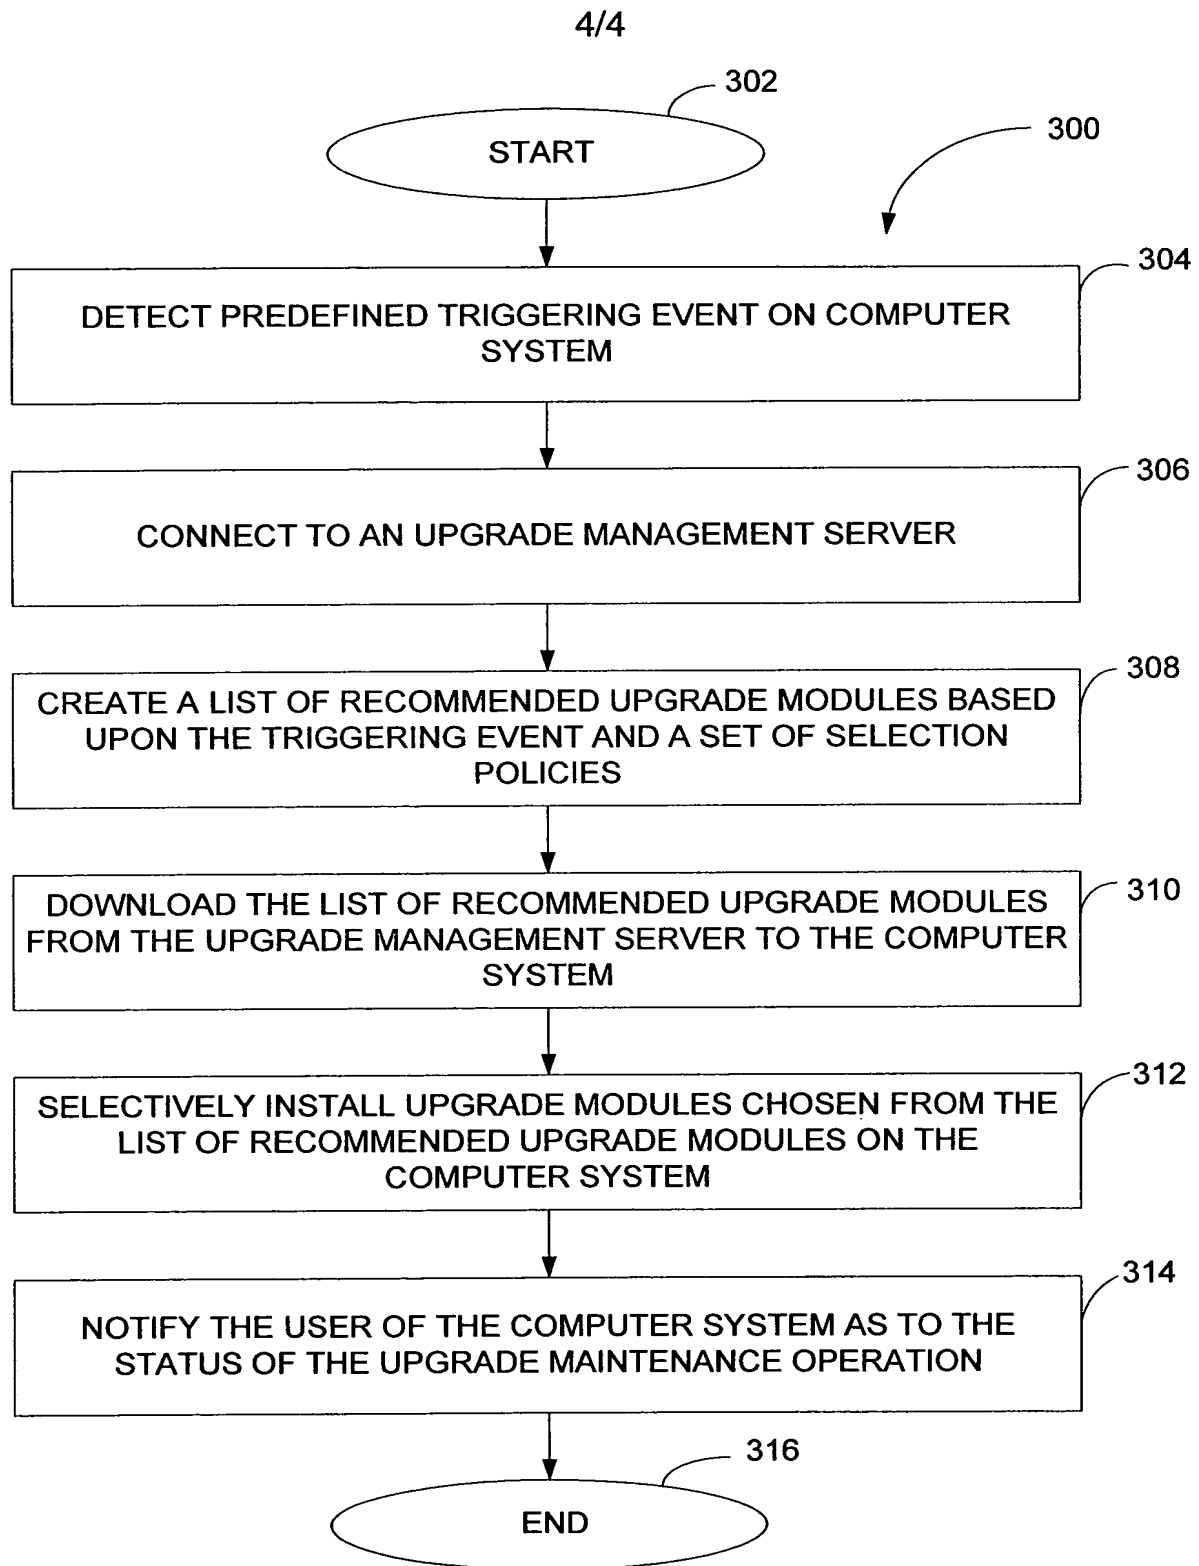 4/4
302
START
300
304
DETECT PREDEFINED TRIGGERING EVENT ON COMPUTER
SYSTEM
306
CONNECT TO AN UPGRADE MANAGEMENT SERVER
308
CREATE A LIST OF RECOMMENDED UPGRADE MODULES BASED
UPON THE TRIGGERING EVENT AND A SET OF SELECTION
POLICIES
310
DOWNLOAD THE LIST OF RECOMMENDED UPGRADE MODULES
FROM THE UPGRADE MANAGEMENT SERVER TO THE COMPUTER
SYSTEM
312
SELECTIVELY INSTALL UPGRADE MODULES CHOSEN FROM THE
LIST OF RECOMMENDED UPGRADE MODULES ON THE
COMPUTER SYSTEM
314
NOTIFY THE USER OF THE COMPUTER SYSTEM AS TO THE
STATUS OF THE UPGRADE MAINTENANCE OPERATION
316
END